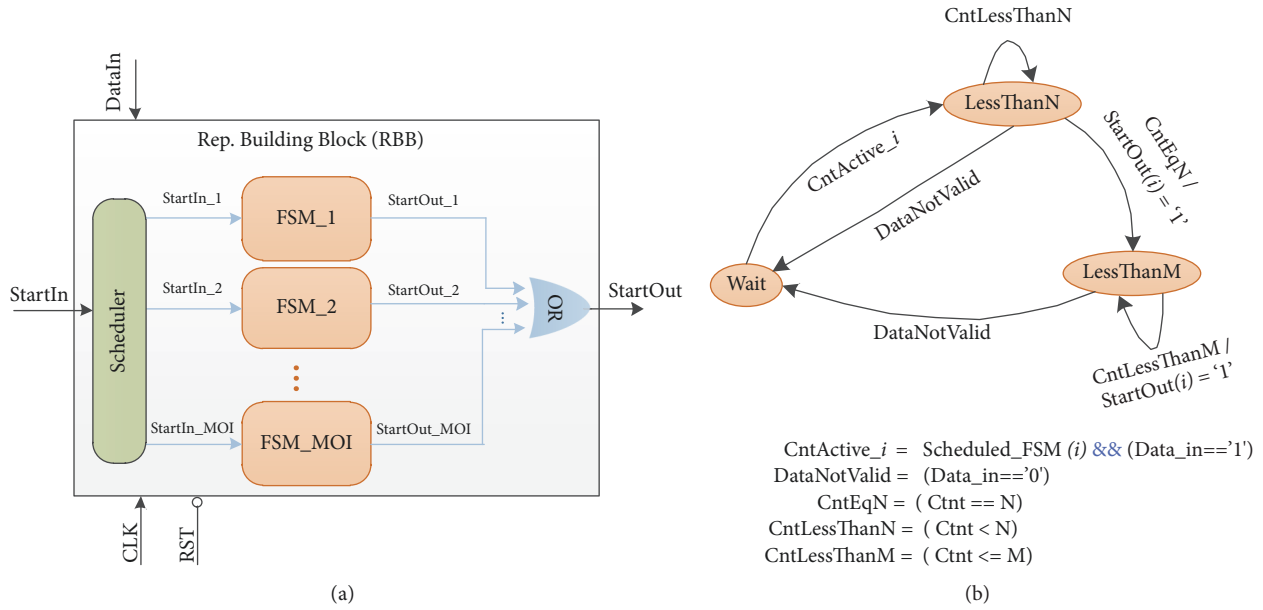 DataIn
Rep. Building Block (RBB)
StartIn
Scheduler
StartIn_1
FSM_1
StartOut_1
StartIn_2
FSM_2
StartOut_2
StartIn_MOI
FSM_MOI
StartOut_MOI
OR
StartOut
CLK
RST
(a)
CntLessThanN
LessThanN
CntActive_i
DataNotValid
CntEqN /
StartOut(i) = ‘1’
Wait
LessThanM
DataNotValid
CntLessThanM /
StartOut(i) = ‘1’
CntActive_i = Scheduled_FSM (i) && (Data_in==’1')
DataNotValid = (Data_in=='0')
CntEqN = ( Ctnt == N)
CntLessThanN = ( Ctnt < N)
CntLessThanM = ( Ctnt <= M)
(b)